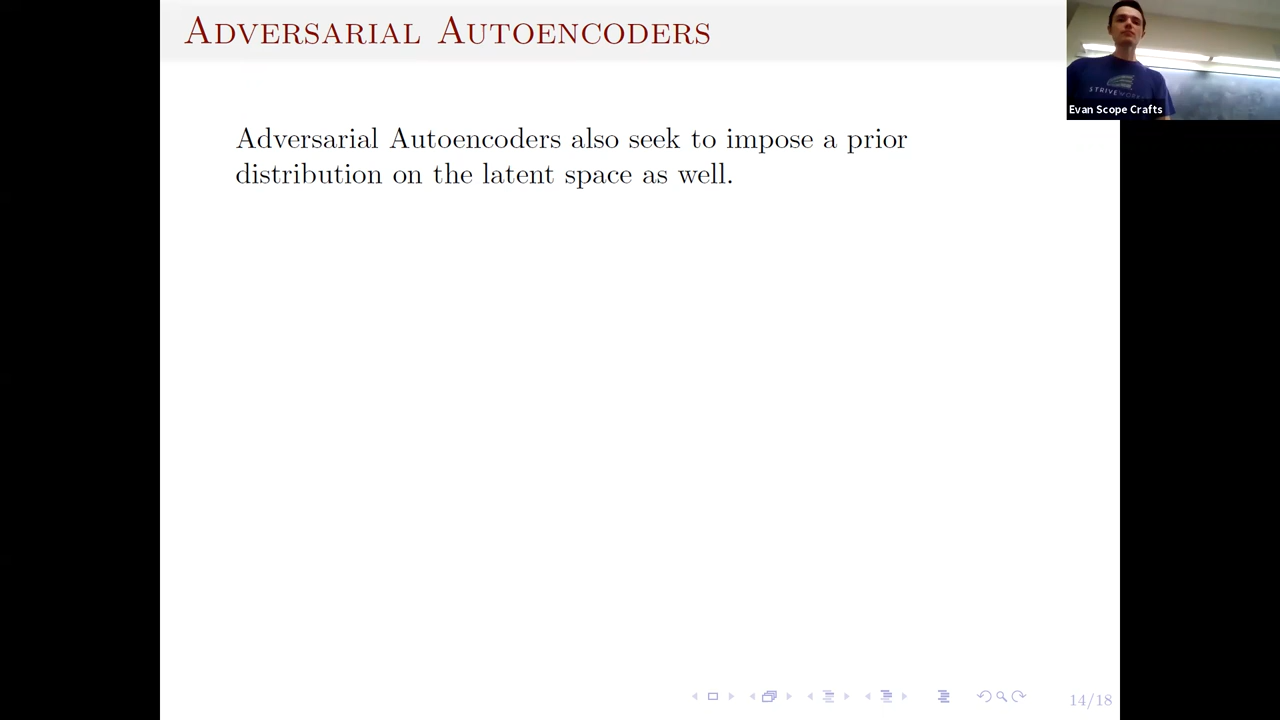 ADVERSARIAL AUTOENCODERS
Adversarial Autoencoders also seek to impose a prior
distribution on the latent space as well.
STRIVEWORKS
Evan Scope Crafts
14/18